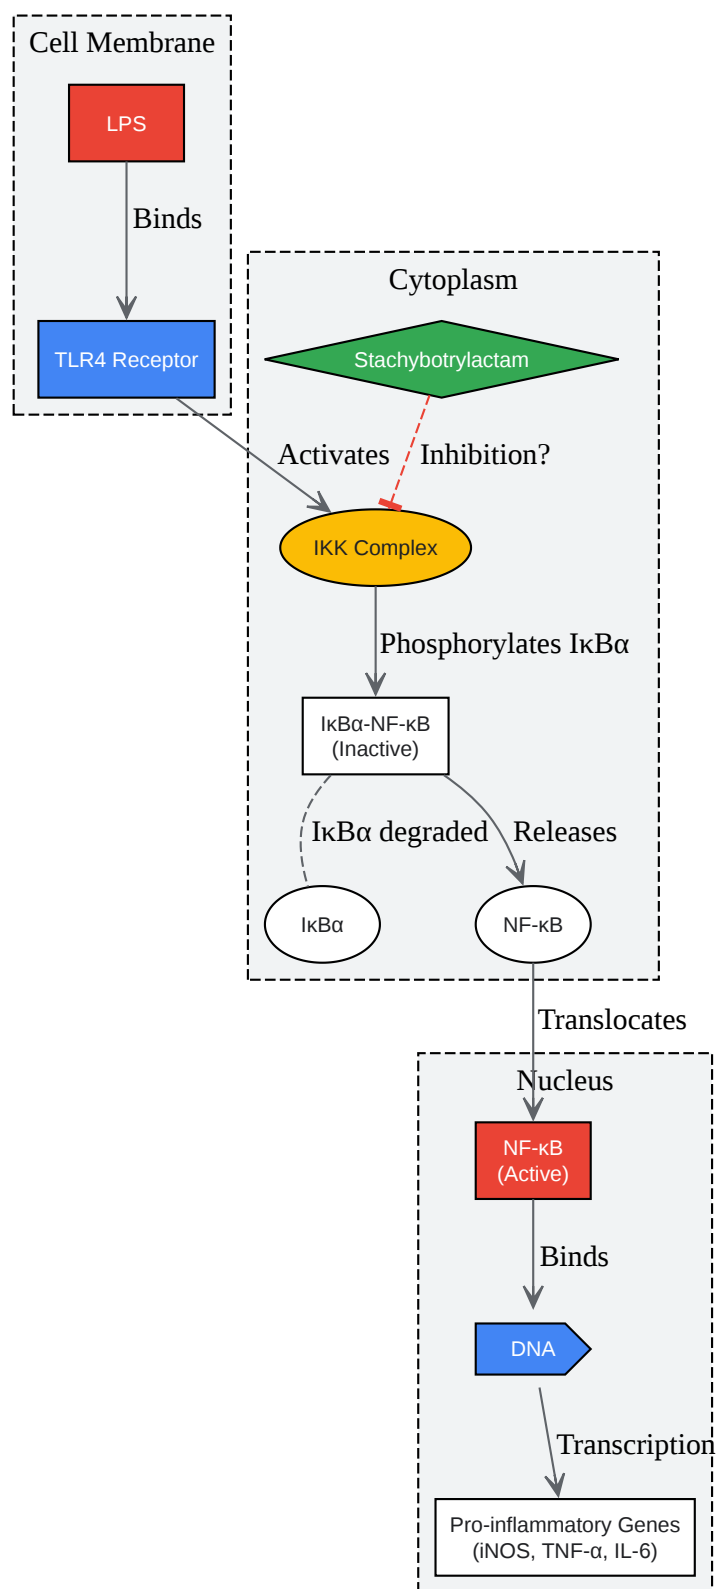 Cell Membrane
LPS
Binds
TLR4 Receptor
Cytoplasm
Stachybotrylactam
Activates
Inhibition?
IKK Complex
Phosphorylates IκBα
IκBα-NF-κB
(Inactive)
IκBα degraded
Releases
IκBα
NF-κB
Translocates
Nucleus
NF-κB
(Active)
Binds
DNA
Transcription
Pro-inflammatory Genes
(iNOS, TNF-α, IL-6)